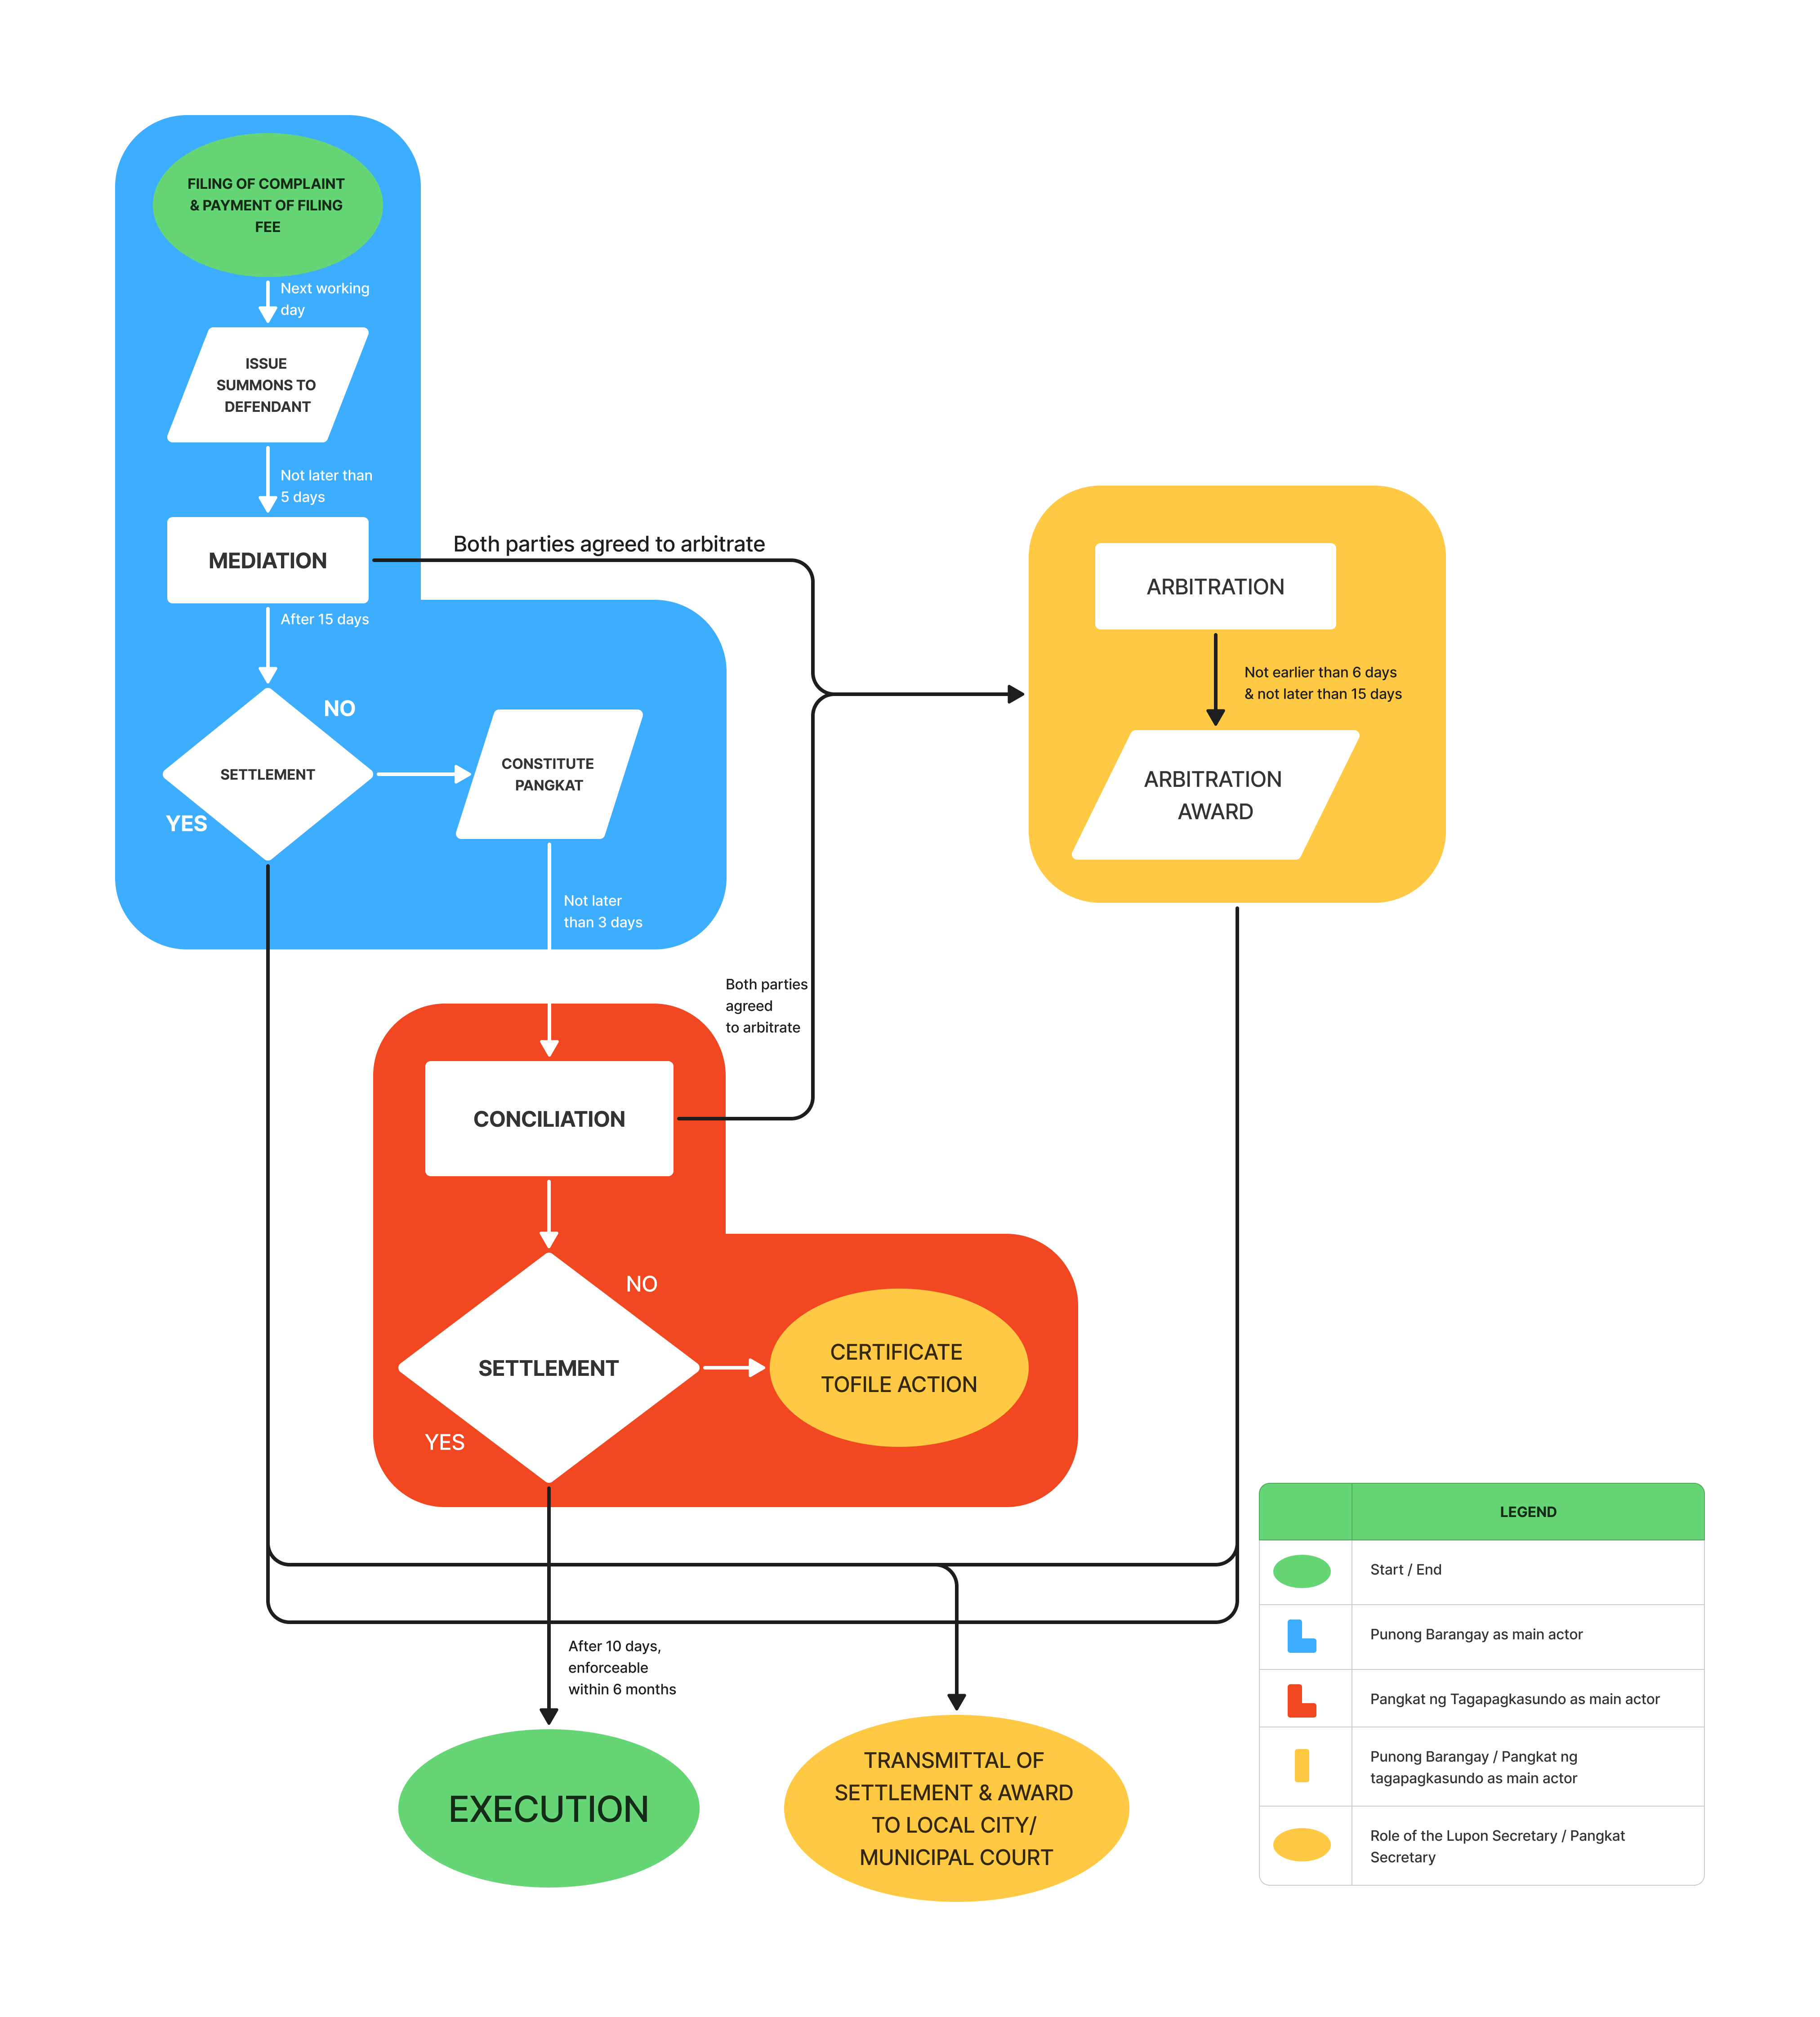 FILING OF COMPLAINT
& PAYMENT OF FILING
FEE
Next working
day
ISSUE
SUMMONS TO
DEFENDANT
Not later than
5 days
MEDIATION
Both parties agreed to arbitrate
After 15 days
NO
SETTLEMENT
YES
CONSTITUTE
PANGKAT
Not later
than 3 days
ARBITRATION
Not earlier than 6 days
& not later than 15 days
ARBITRATION
AWARD
Both parties
agreed
to arbitrate
CONCILIATION
NO
SETTLEMENT
YES
CERTIFICATE
TOFILE ACTION
After 10 days,
enforceable
within 6 months
EXECUTION
TRANSMITTAL OF
SETTLEMENT & AWARD
TO LOCAL CITY/
MUNICIPAL COURT
LEGEND
Start / End
Punong Barangay as main actor
Pangkat ng Tagapagkasundo as main actor
Punong Barangay / Pangkat ng
tagapagkasundo as main actor
Role of the Lupon Secretary / Pangkat
Secretary